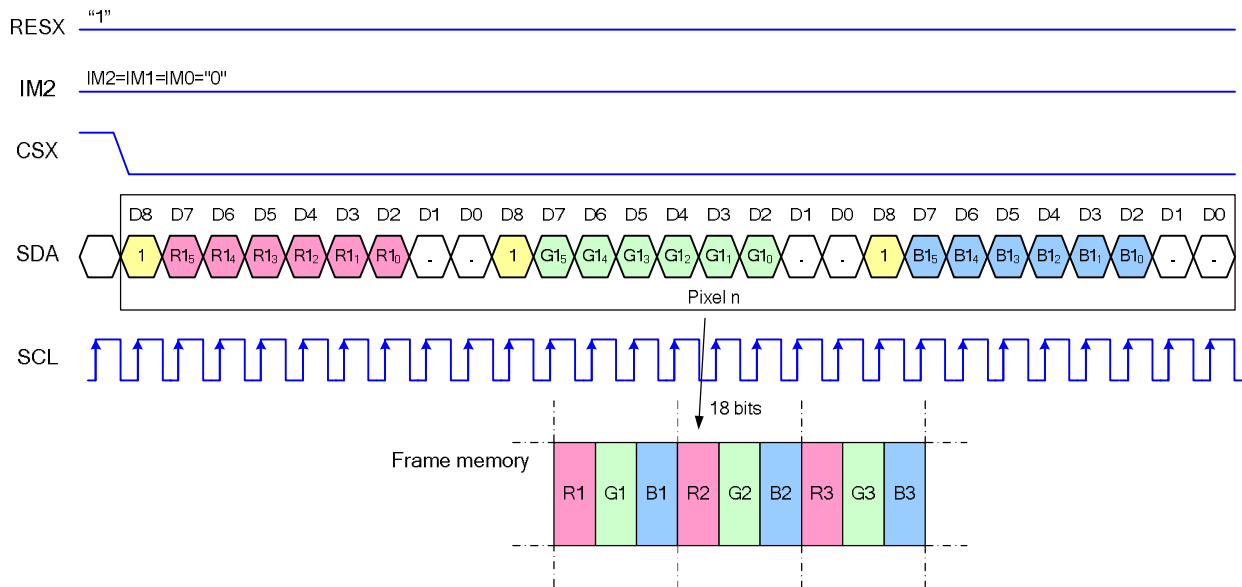 RESX "1"
IM2 IM2=IM1=IM0="0"
CSX
D8 D7 D6 D5 D4 D3 D2 D1 D0 D8 D7 D6 D5 D4 D3 D2 D1 D0 D8 D7 D6 D5 D4 D3 D2 D1 D0
SDA 1 R1₅ R1₄ R1₃ R1₂ R1₁ R1₀ - - 1 G1₅ G1₄ G1₃ G1₂ G1₁ G1₀ - - 1 B1₅ B1₄ B1₃ B1₂ B1₁ B1₀ - -
Pixel n
SCL
18 bits
Frame memory
R1 G1 B1 R2 G2 B2 R3 G3 B3